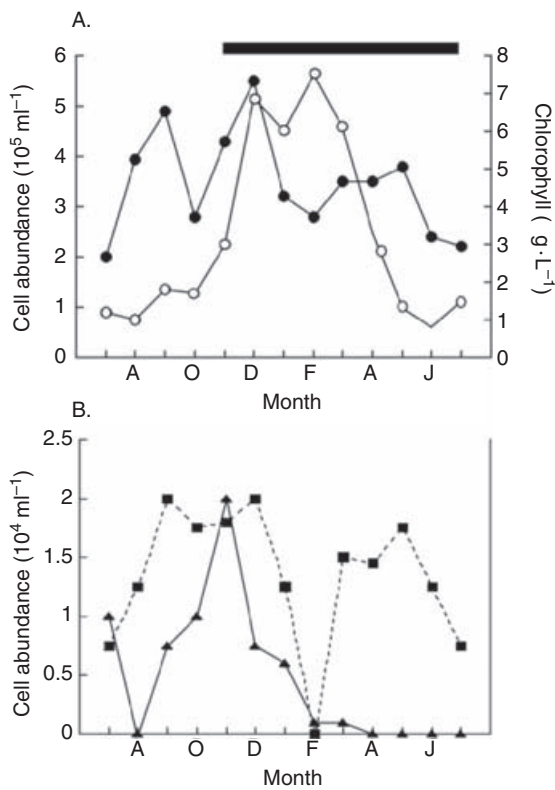 A.
Cell abundance (10⁵ ml⁻¹)
6
5
4
3
2
1
0
8
7
6
5
4
3
2
1
0
Chlorophyll ( g·L⁻¹)
A O D F A J
Month
B.
Cell abundance (10⁴ ml⁻¹)
2.5
2
1.5
1
0.5
0
A O D F A J
Month